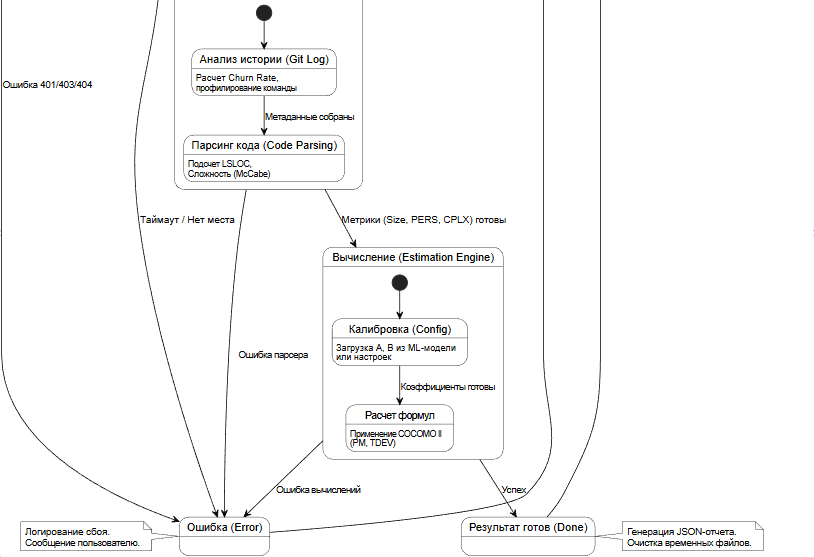 Анализ истории (Git Log)
Расчет Churn Rate,
профилирование команды
Ошибка 401/403/404
Метаданные собраны
Парсинг кода (Code Parsing)
Подсчет LSLOC,
Сложность (McCabe)
Таймаут / Нет места
Метрики (Size, PERS, CPLX) готовы
Вычисление (Estimation Engine)
Калибровка (Config)
Загрузка A, B из ML-модели
или настроек
Ошибка парсера
Коэффициенты готовы
Расчет формул
Применение COCOMO II
(PM, TDEV)
Ошибка вычислений
Успех
Логирование сбоя.
Сообщение пользователю.
Ошибка (Error)
Результат готов (Done)
Генерация JSON-отчета.
Очистка временных файлов.